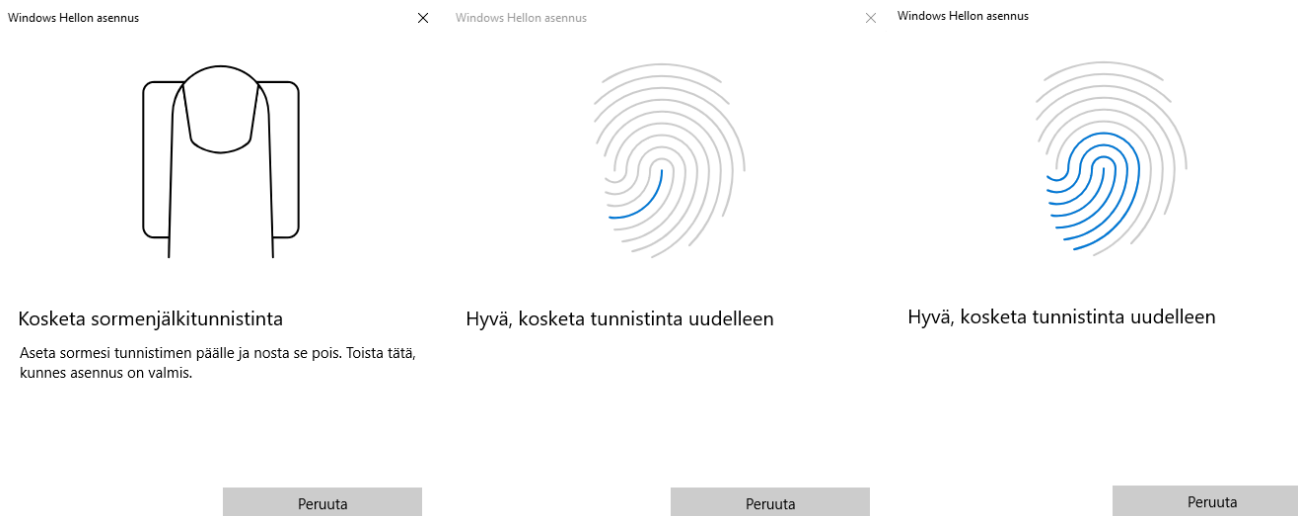 Windows Hellon asennus
Kosketa sormenjälkitunnistinta
Aseta sormesi tunnistimen päälle ja nosta se pois. Toista tätä,
kunnes asennus on valmis.
Peruuta
Windows Hellon asennus
Hyvä, kosketa tunnistinta uudelleen
Peruuta
Windows Hellon asennus
Hyvä, kosketa tunnistinta uudelleen
Peruuta